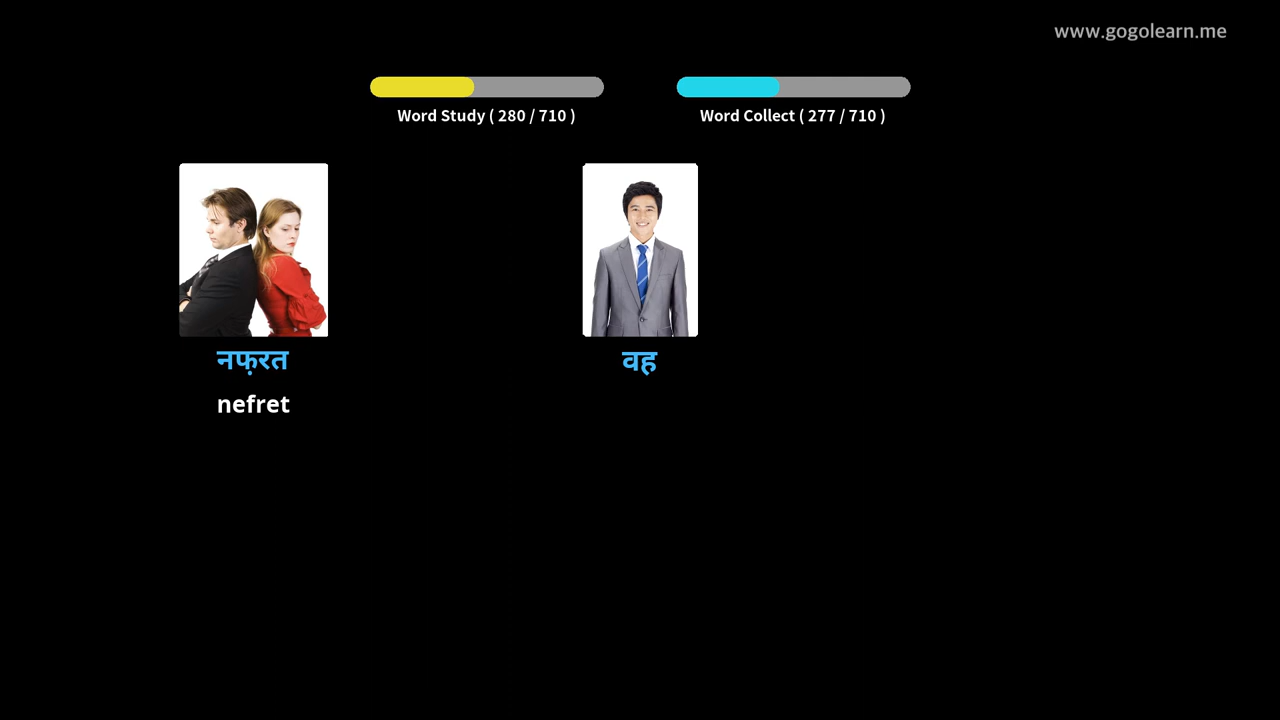 www.gogolearn.me
Word Study ( 280 / 710 )
Word Collect ( 277 / 710 )
नफ़रत
nefret
वह